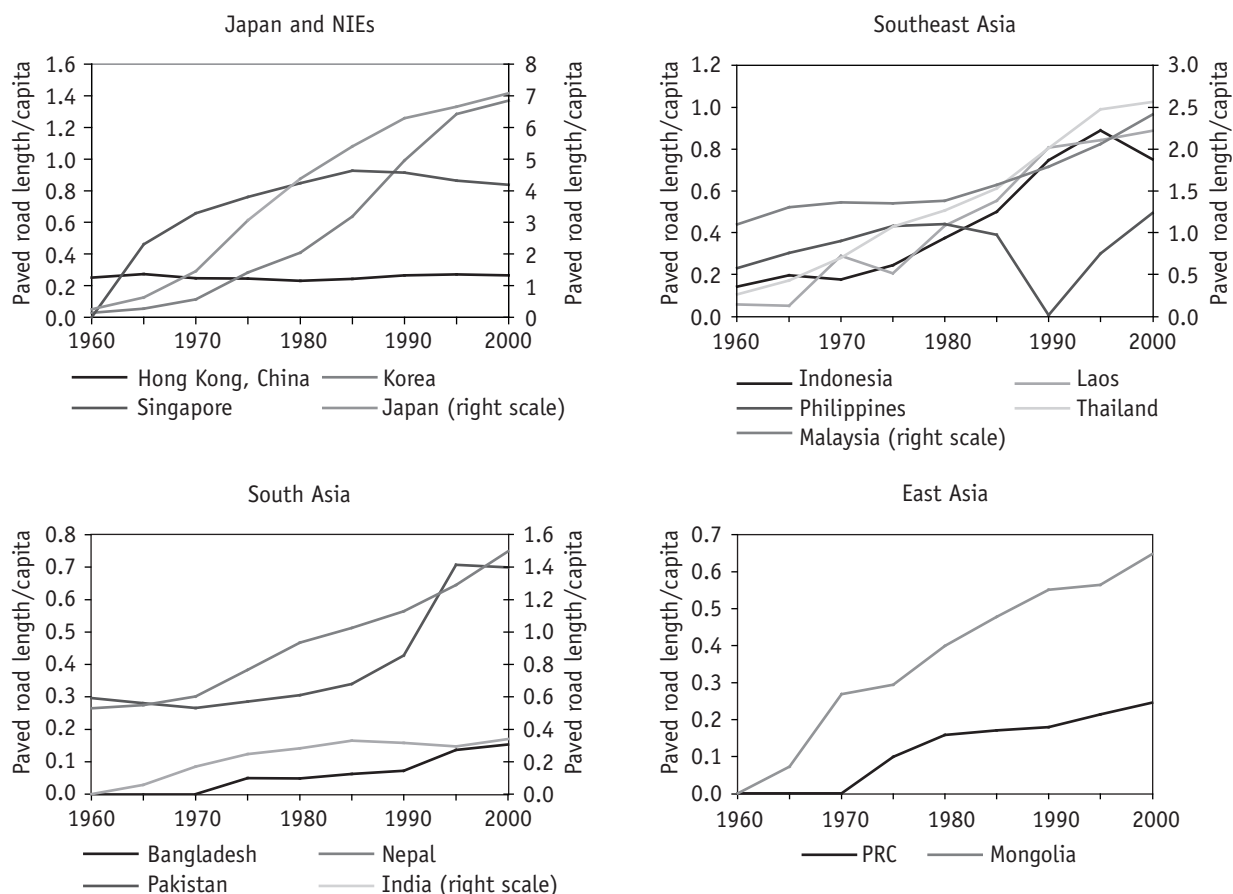 Japan and NIEs
Paved road length/capita
1.6
1.4
1.2
1.0
0.8
0.6
0.4
0.2
0.0
8
7
6
5
4
3
2
1
0
Paved road length/capita
1960 1970 1980 1990 2000
Hong Kong, China Korea
Singapore Japan (right scale)
Southeast Asia
Paved road length/capita
1.2
1.0
0.8
0.6
0.4
0.2
0.0
3.0
2.5
2.0
1.5
1.0
0.5
0.0
Paved road length/capita
1960 1970 1980 1990 2000
Indonesia Laos
Philippines Thailand
Malaysia (right scale)
South Asia
Paved road length/capita
0.8
0.7
0.6
0.5
0.4
0.3
0.2
0.1
0.0
1.6
1.4
1.2
1.0
0.8
0.6
0.4
0.2
0.0
Paved road length/capita
1960 1970 1980 1990 2000
Bangladesh Nepal
Pakistan India (right scale)
East Asia
Paved road length/capita
0.7
0.6
0.5
0.4
0.3
0.2
0.1
0.0
1960 1970 1980 1990 2000
PRC Mongolia